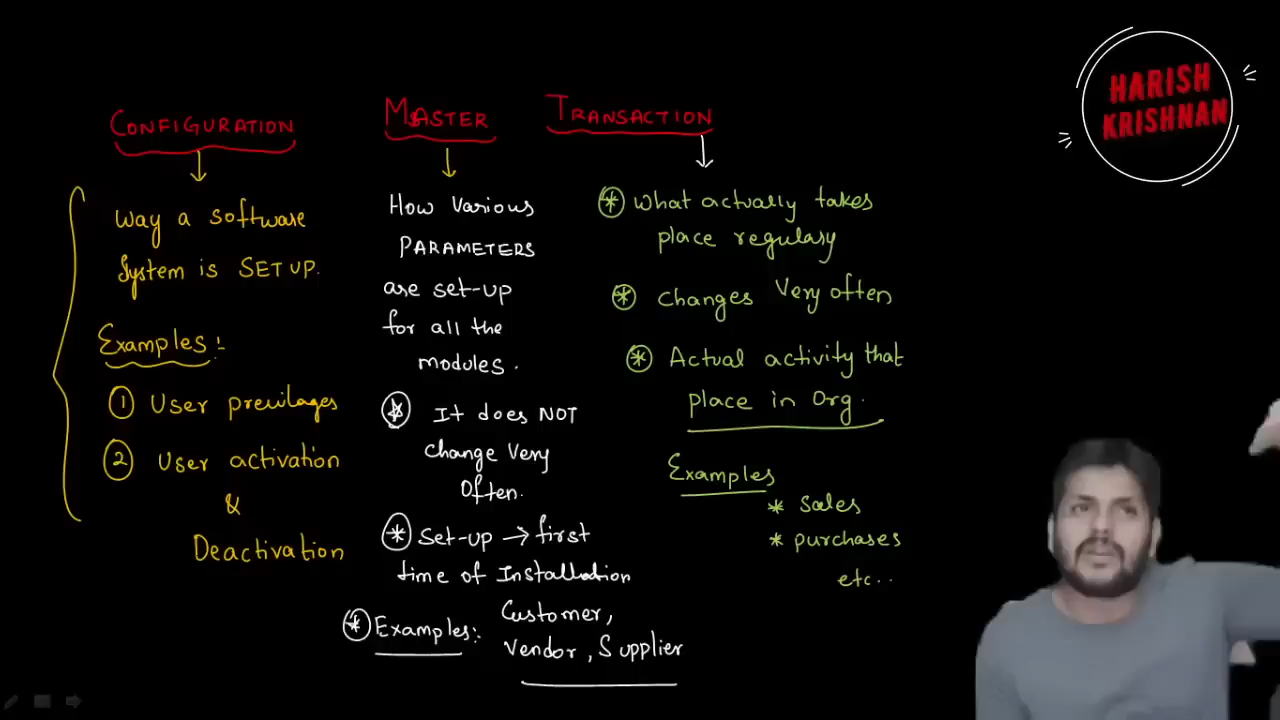 CONFIGURATION
way a software
System is SETUP.
Examples:
1 User previlages
2 User activation
&
Deactivation
MASTER
How Various
PARAMETERS
are set-up
for all the
modules.
* It does NOT
change Very
Often.
* Set-up → first
time of Installation
* Examples: Customer,
Vendor, Supplier
TRANSACTION
* What actually takes
place regulary
* changes Very often
* Actual activity that
place in Org.
Examples
* Sales
* purchases
etc..
HARISH
KRISHNAN